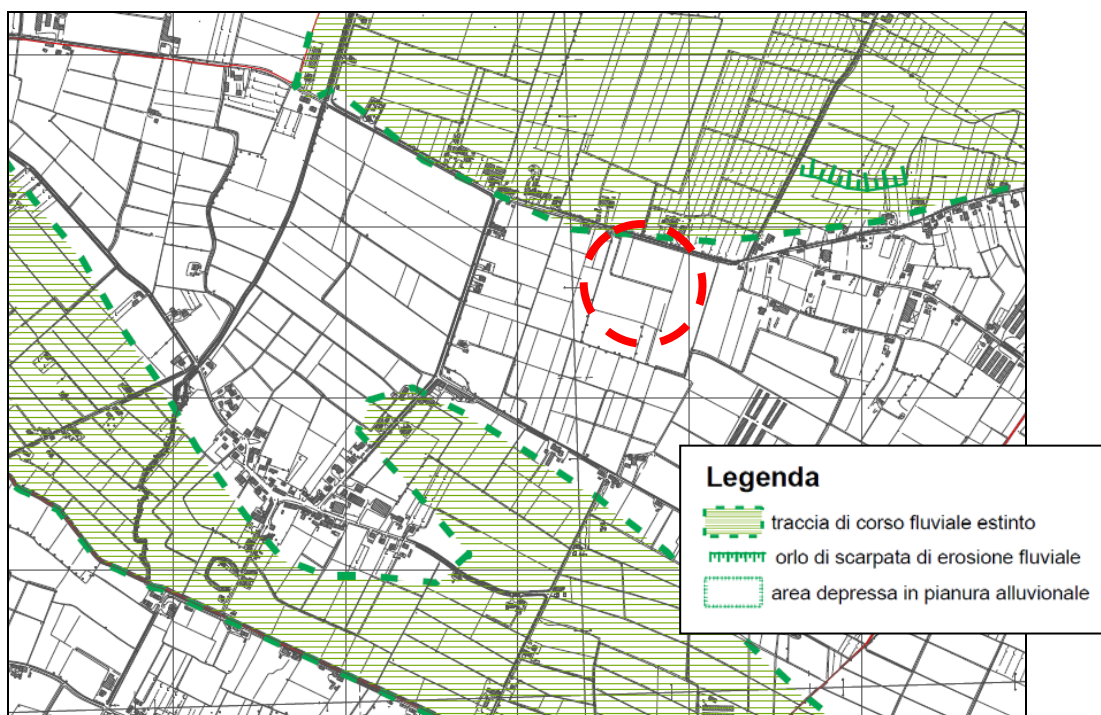 Legenda
traccia di corso fluviale estinto
orlo di scarpata di erosione fluviale
area depressa in pianura alluvionale